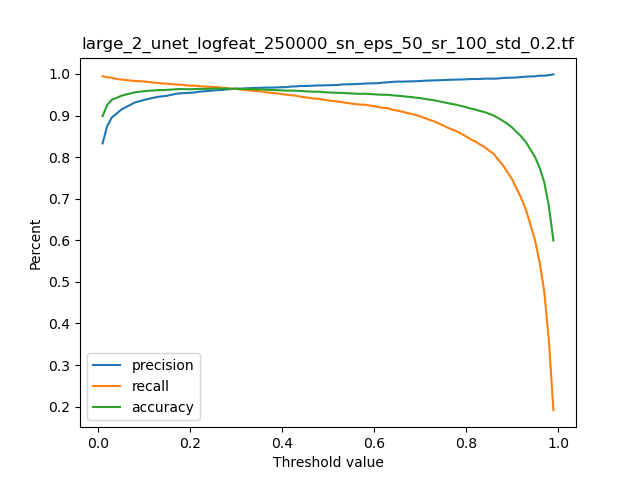 large_2_unet_logfeat_250000_sn_eps_50_sr_100_std_0.2.tf
Percent
1.0
0.9
0.8
0.7
0.6
0.5
0.4
0.3
0.2
precision
recall
accuracy
0.0 0.2 0.4 0.6 0.8 1.0
Threshold value